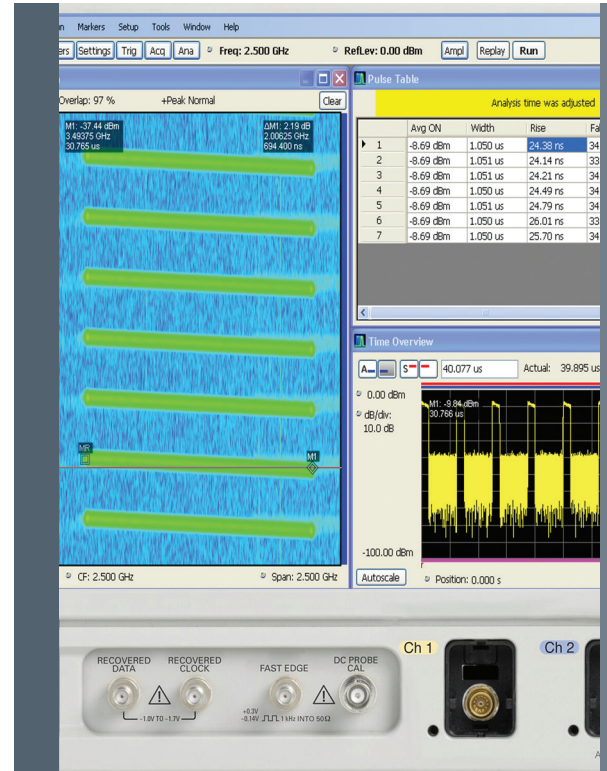 Markers Setup Tools Window Help
Settings Trig Acq Ana Freq: 2.500 GHz RefLev: 0.00 dBm Ampl Replay Run
Pulse Table
Overlap: 97 % +Peak Normal Clear
Analysis time was adjusted
M1: -37.44 dBm
3.49375 GHz
30.765 us
ΔM1: 2.19 dB
2.00625 GHz
694.400 ns
Avg ON Width Rise
1 -8.69 dBm 1.050 us 24.38 ns 34
2 -8.69 dBm 1.051 us 24.14 ns 33
3 -8.69 dBm 1.051 us 24.21 ns 34
4 -8.69 dBm 1.050 us 24.49 ns 34
5 -8.69 dBm 1.051 us 24.79 ns 34
6 -8.69 dBm 1.050 us 26.01 ns 33
7 -8.69 dBm 1.050 us 25.70 ns 34
MR
M1
CF: 2.500 GHz Span: 2.500 GHz
Time Overview
A S 40.077 us Actual: 39.895 us
0.00 dBm
dB/div:
10.0 dB
M1: -9.84 dBm
30.766 us
-100.00 dBm
Autoscale Position: 0.000 s
RECOVERED DATA
RECOVERED CLOCK
-1.0V TO -1.7V
FAST EDGE
+0.3V
-0.14V 1 kHz INTO 50Ω
DC PROBE CAL
Ch 1
Ch 2